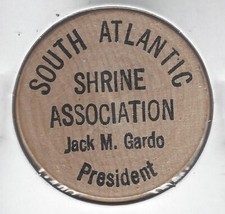 SOUTH ATLANTIC
SHRINE
ASSOCIATION
Jack M. Gardo
President